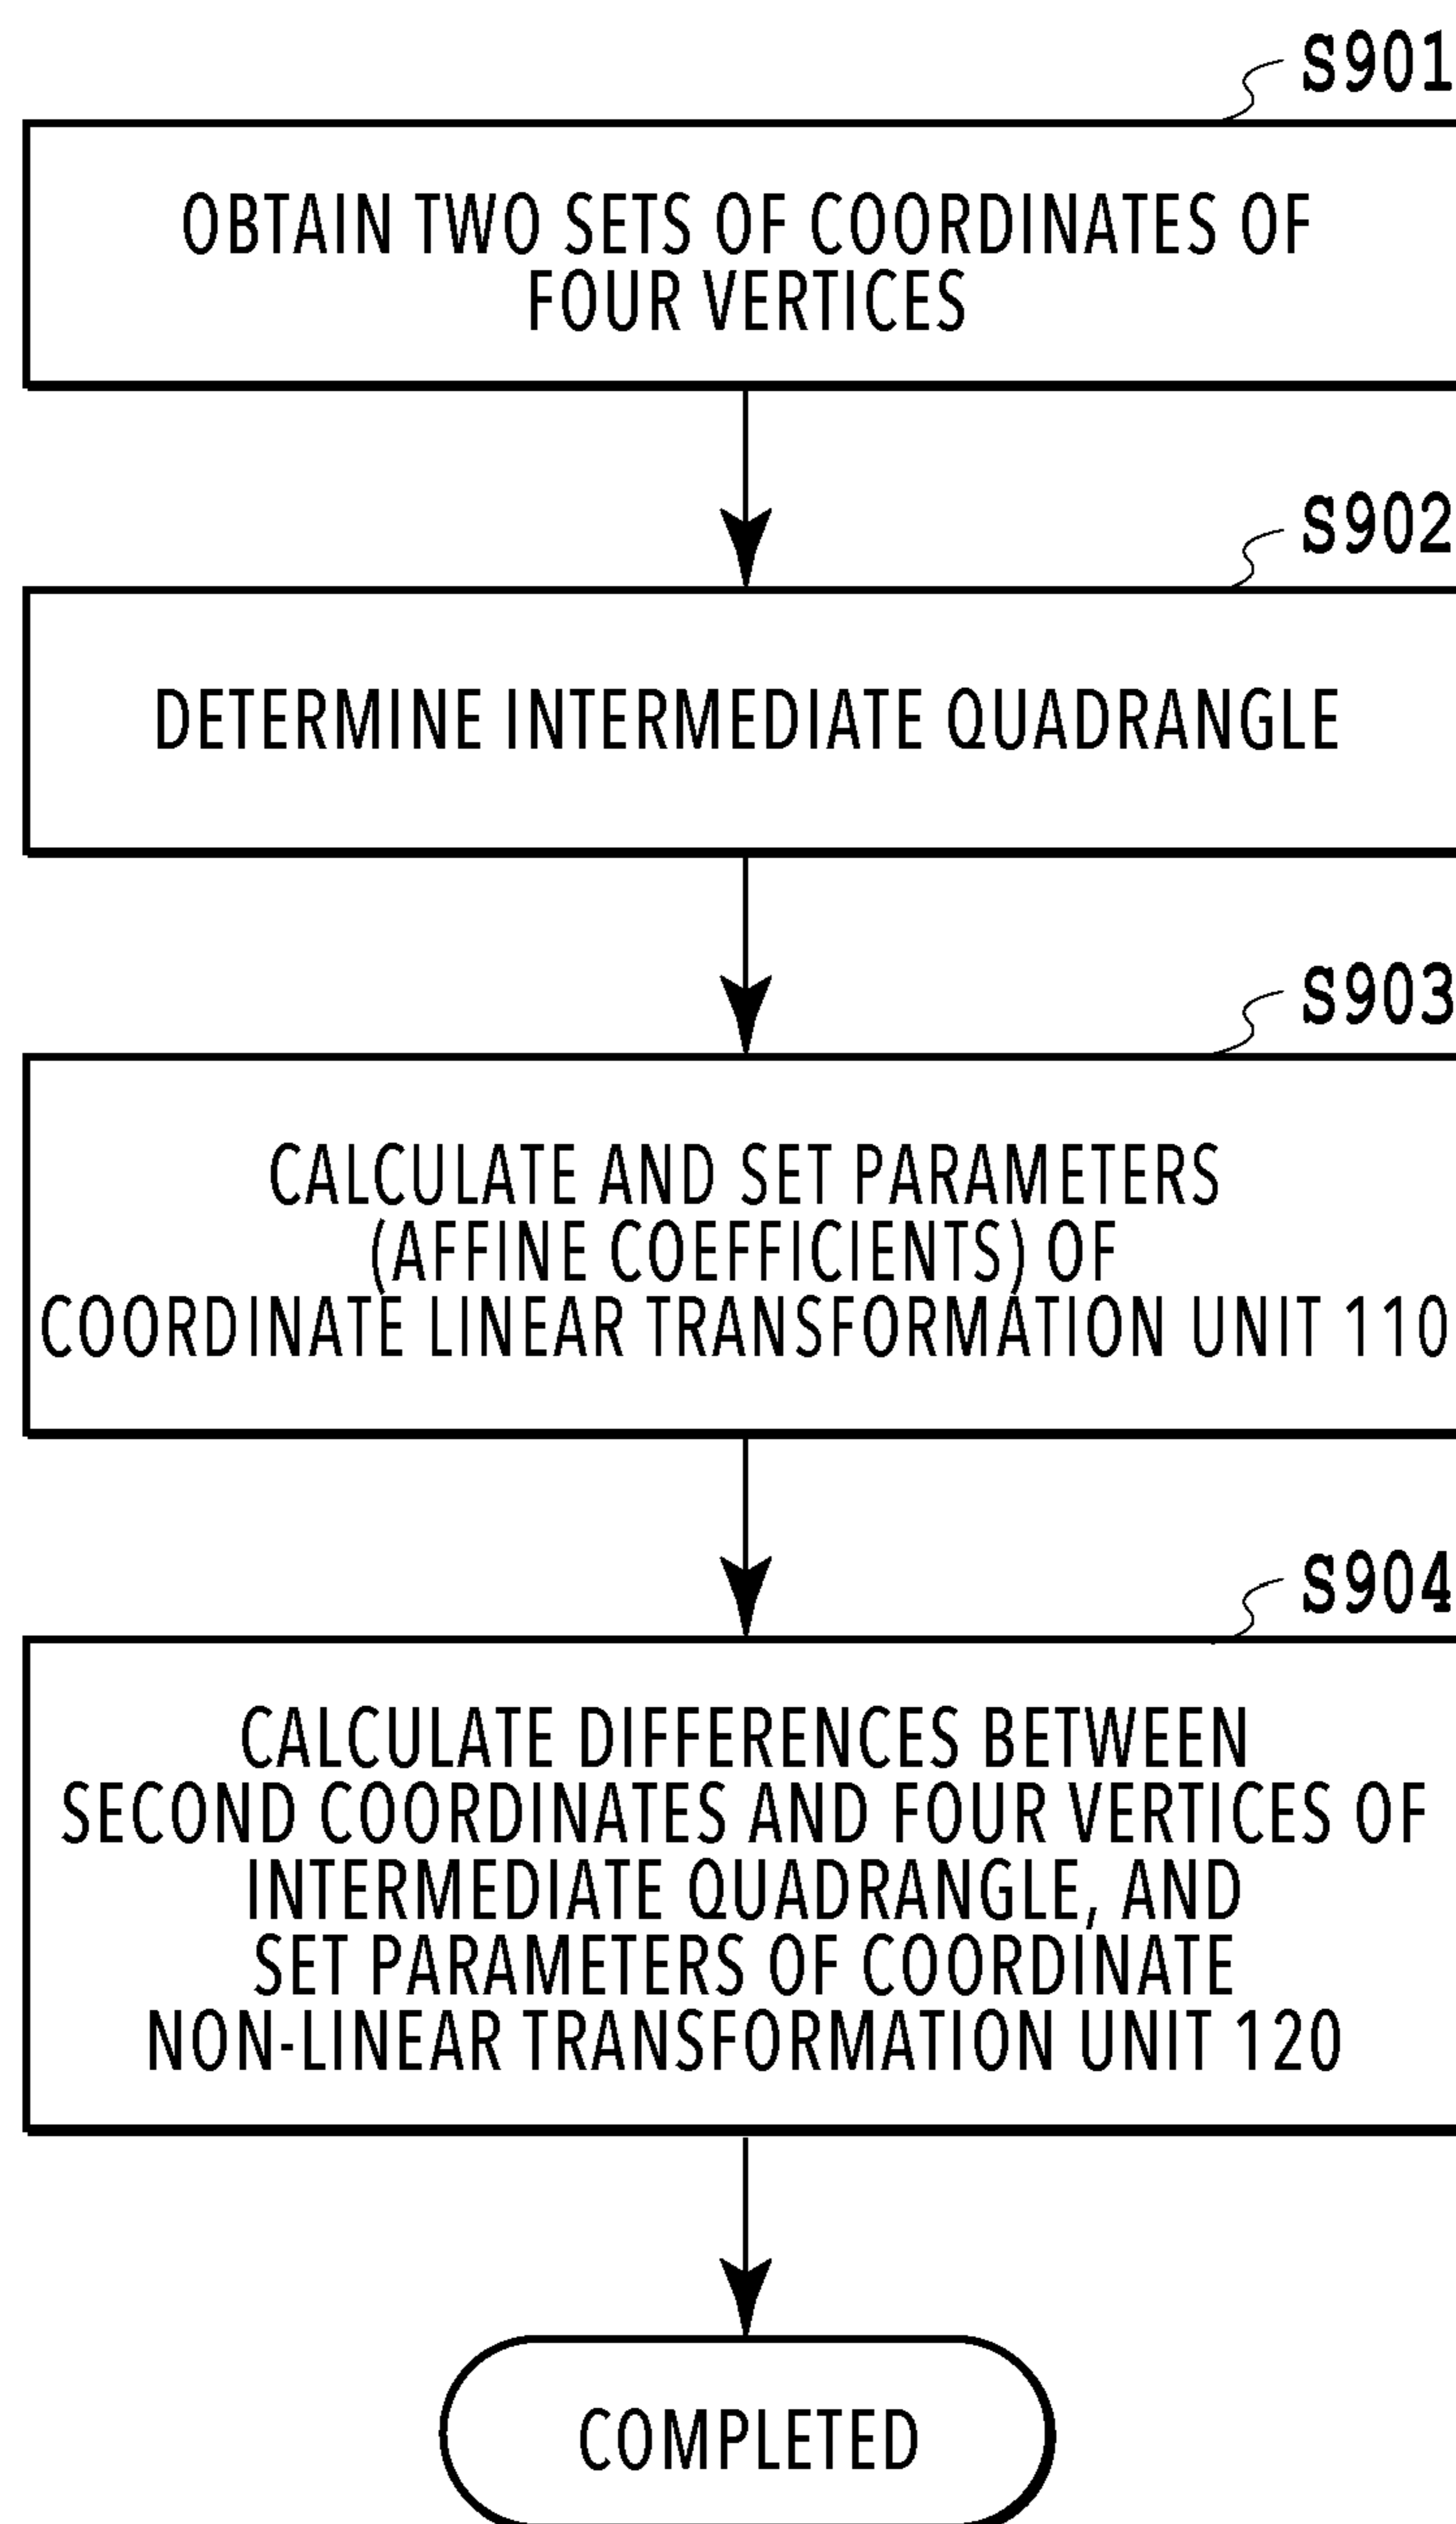 S901
OBTAIN TWO SETS OF COORDINATES OF
FOUR VERTICES
S902
DETERMINE INTERMEDIATE QUADRANGLE
S903
CALCULATE AND SET PARAMETERS
(AFFINE COEFFICIENTS) OF
COORDINATE LINEAR TRANSFORMATION UNIT 110
S904
CALCULATE DIFFERENCES BETWEEN
SECOND COORDINATES AND FOUR VERTICES OF
INTERMEDIATE QUADRANGLE, AND
SET PARAMETERS OF COORDINATE
NON-LINEAR TRANSFORMATION UNIT 120
COMPLETED